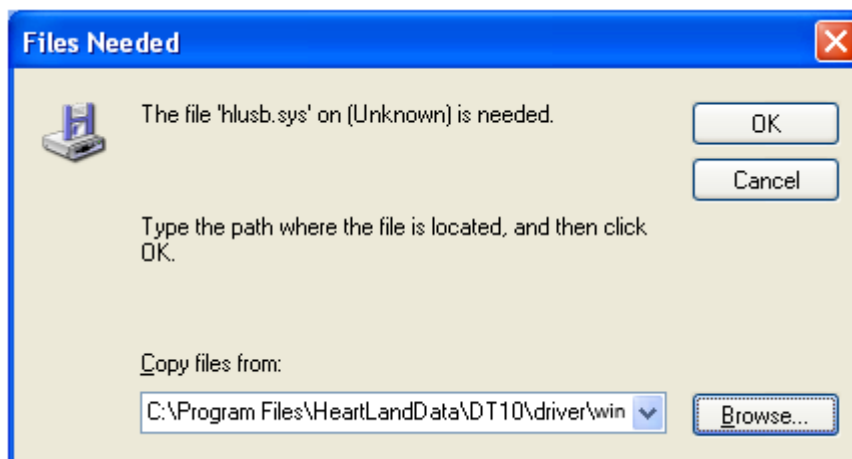 Files Needed
The file 'hlusb.sys' on (Unknown) is needed.
OK
Cancel
Type the path where the file is located, and then click
OK.
Copy files from:
C:\Program Files\HeartLandData\DT10\driver\win
Browse...